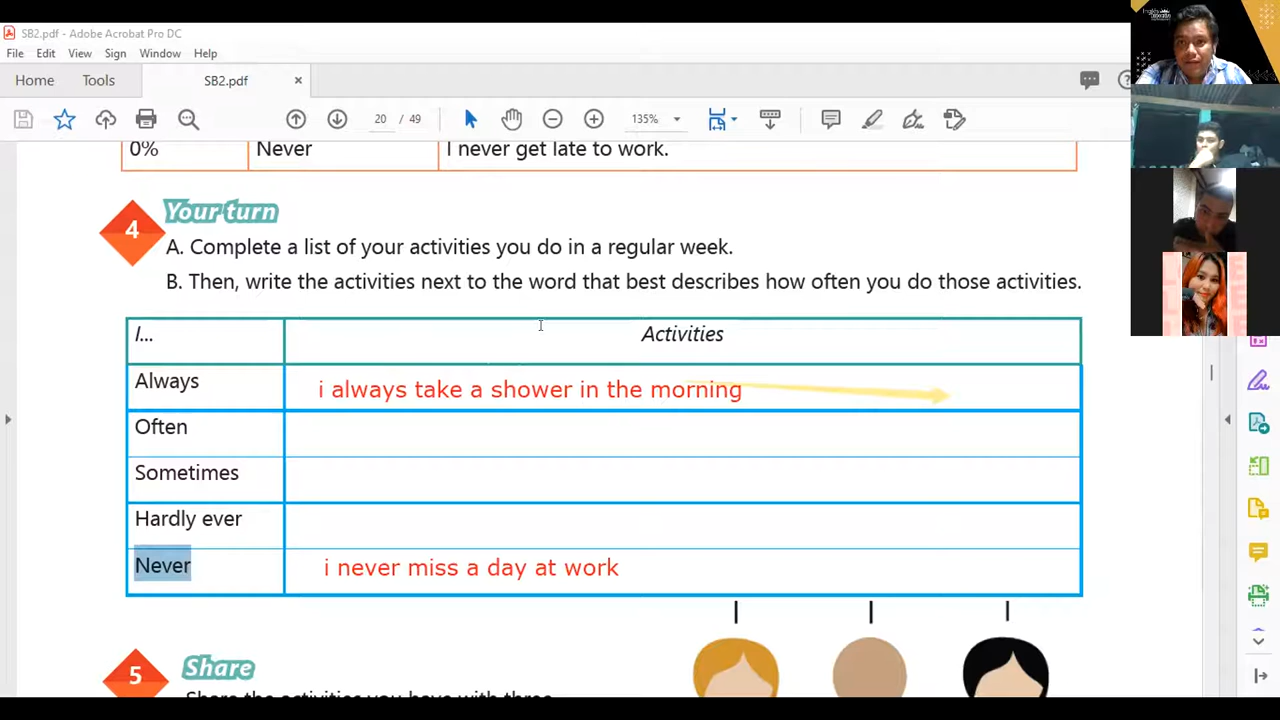 SB2.pdf - Adobe Acrobat Pro DC
File Edit View Sign Window Help
Home Tools SB2.pdf ×
20 / 49 135%
0% Never I never get late to work.
4 Your turn
A. Complete a list of your activities you do in a regular week.
B. Then, write the activities next to the word that best describes how often you do those activities.
I... Activities
Always i always take a shower in the morning
Often
Sometimes
Hardly ever
Never i never miss a day at work
5 Share